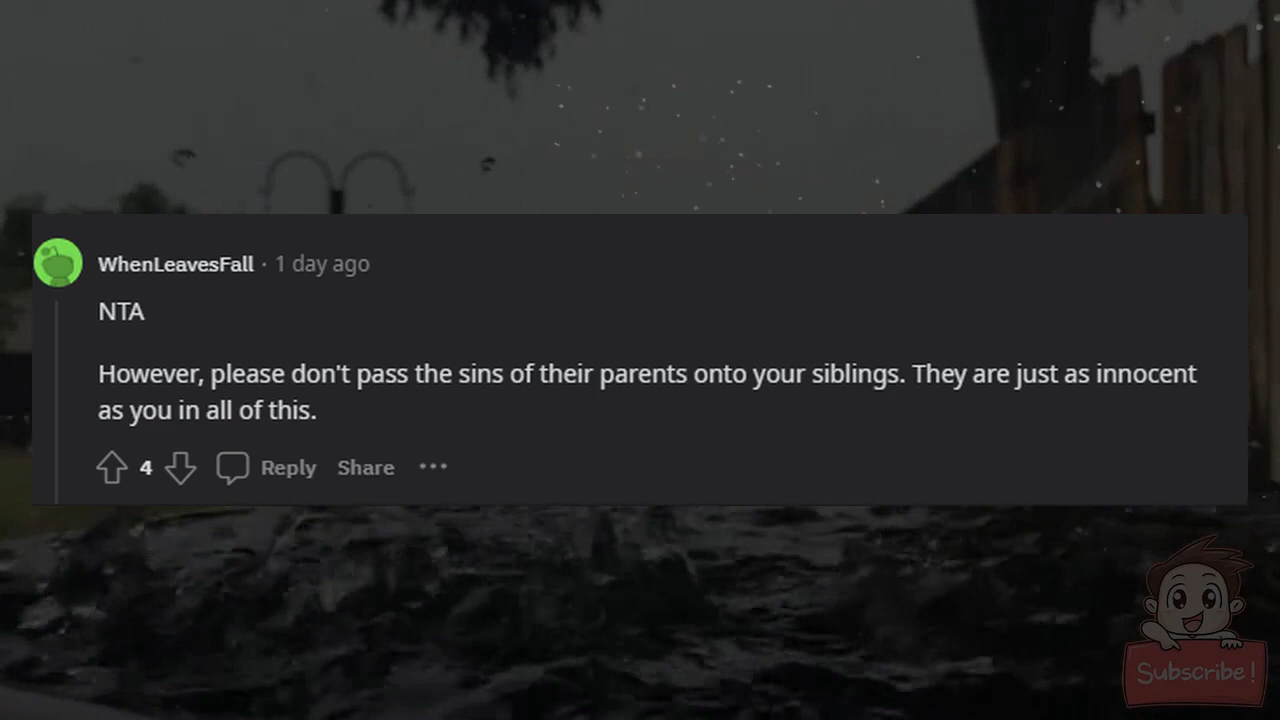 WhenLeavesFall · 1 day ago
NTA
However, please don't pass the sins of their parents onto your siblings. They are just as innocent
as you in all of this.
4 Reply Share ···
Subscribe!